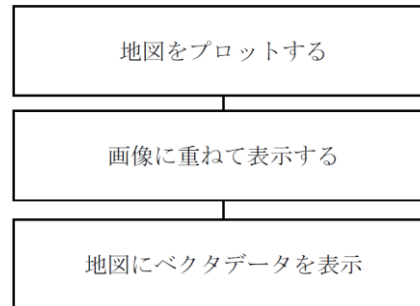 地図をプロットする
画像に重ねて表示する
地図にベクタデータを表示